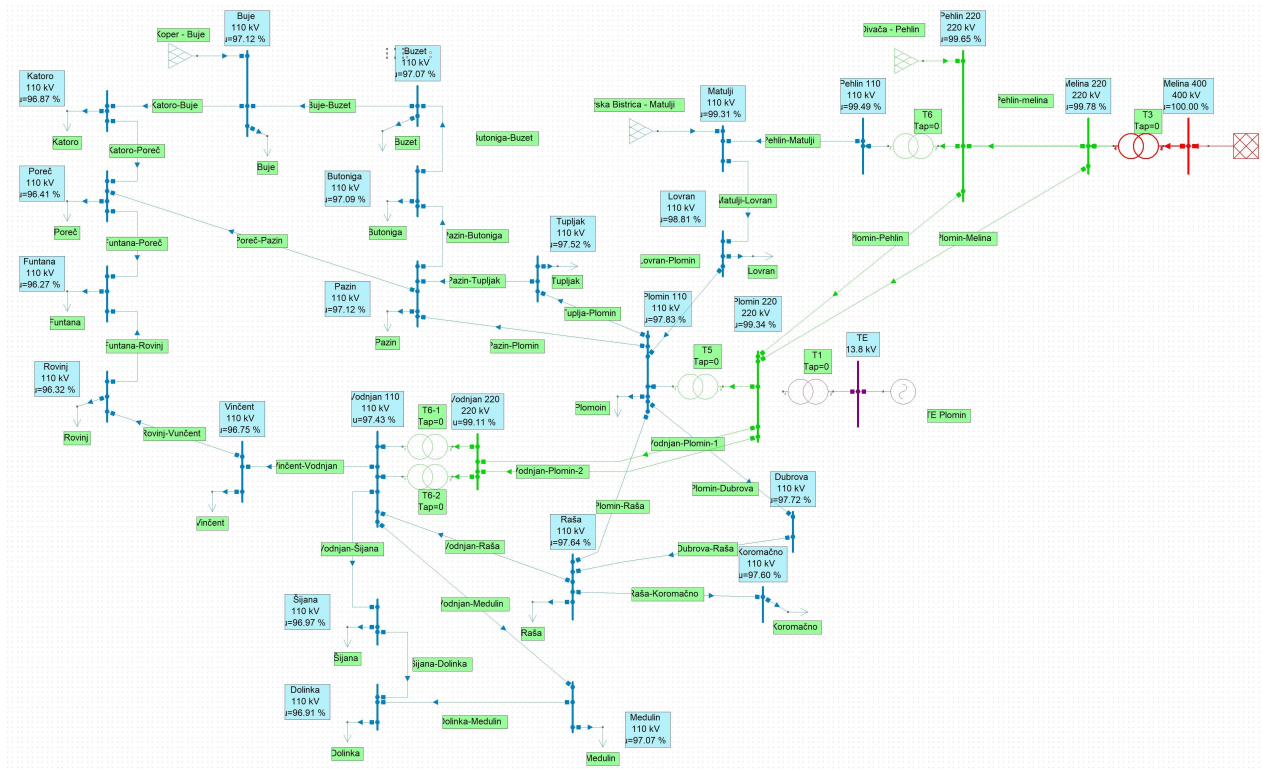 Buje
110 kV
u=97.12 %
Koper - Buje
Buzet
110 kV
u=97.07 %
Katoro
110 kV
u=96.87 %
Katoro-Buje
Buje-Buzet
Butoniga-Buzet
Katoro
Katoro-Poreč
Buje
Buzet
Divača - Pehlin
Pehlin 220
220 kV
u=99.65 %
Pehlin 110
110 kV
u=99.49 %
T6
Tap=0
Pehlin-melina
Melina 220
220 kV
u=99.78 %
T3
Tap=0
Melina 400
400 kV
u=100.00 %
rska Bistrica - Matulji
Matulji
110 kV
u=99.31 %
Pehlin-Matulji
Poreč
110 kV
u=96.41 %
Butoniga
110 kV
u=97.09 %
Lovran
110 kV
u=98.81 %
Matulji-Lovran
Poreč
Funtana-Poreč
Poreč-Pazin
Butoniga
Pazin-Butoniga
Tupljak
110 kV
u=97.52 %
Lovran-Plomin
Lovran
Plomin-Pehlin
Plomin-Melina
Funtana
110 kV
u=96.27 %
Pazin
110 kV
u=97.12 %
Pazin-Tupljak
Tupljak
Tuplja-Plomin
Plomin 110
110 kV
u=97.83 %
Plomin 220
220 kV
u=99.34 %
Funtana
Funtana-Rovinj
Pazin
Pazin-Plomin
T5
Tap=0
T1
Tap=0
TE
13.8 kV
TE Plomin
Rovinj
110 kV
u=96.32 %
Vinčent
110 kV
u=96.75 %
Vodnjan 110
110 kV
u=97.43 %
T6-1
Tap=0
Vodnjan 220
220 kV
u=99.11 %
Plomoin
Rovinj
Rovinj-Vunčent
Vinčent-Vodnjan
Vodnjan-Plomin-1
Vodnjan-Plomin-2
T6-2
Tap=0
Vinčent
Plomin-Raša
Plomin-Dubrova
Dubrova
110 kV
u=97.72 %
Vodnjan-Šijana
Vodnjan-Raša
Raša
110 kV
u=97.64 %
Dubrova-Raša
Koromačno
110 kV
u=97.60 %
Šijana
110 kV
u=96.97 %
Vodnjan-Medulin
Raša-Koromačno
Raša
Koromačno
Šijana
Šijana-Dolinka
Dolinka
110 kV
u=96.91 %
Dolinka-Medulin
Medulin
110 kV
u=97.07 %
Dolinka
Medulin